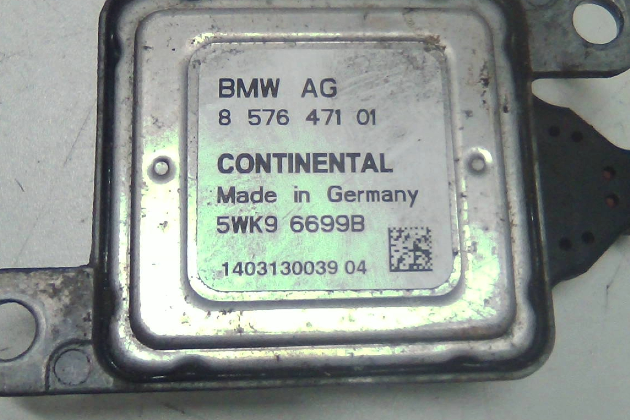 BMW AG
8 576 471 01
CONTINENTAL
Made in Germany
5WK9 6699B
1403130039 04